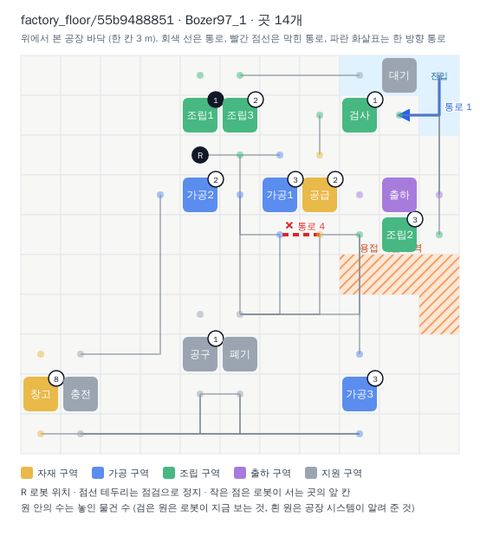 factory_floor/55b9488851 · Bozer97_1 · 곳 14개
위에서 본 공장 바닥 (한 칸 3 m). 회색 선은 통로, 빨간 점선은 막힌 통로, 파란 화살표는 한 방향 통로
대기
통로 1
1 2 1
조립1 조립3 검사
R
2 3 2
가공2 가공1 공급 출하
3
✕ 통로 4 조립2
용접
1
공구 폐기
8 3
창고 충전 가공3
자재 구역 가공 구역 조립 구역 출하 구역 지원 구역
R 로봇 위치 · 점선 테두리는 점검으로 정지 · 작은 점은 로봇이 서는 곳의 앞 칸
원 안의 수는 놓인 물건 수 (검은 원은 로봇이 지금 보는 것, 흰 원은 공장 시스템이 알려 준 것)